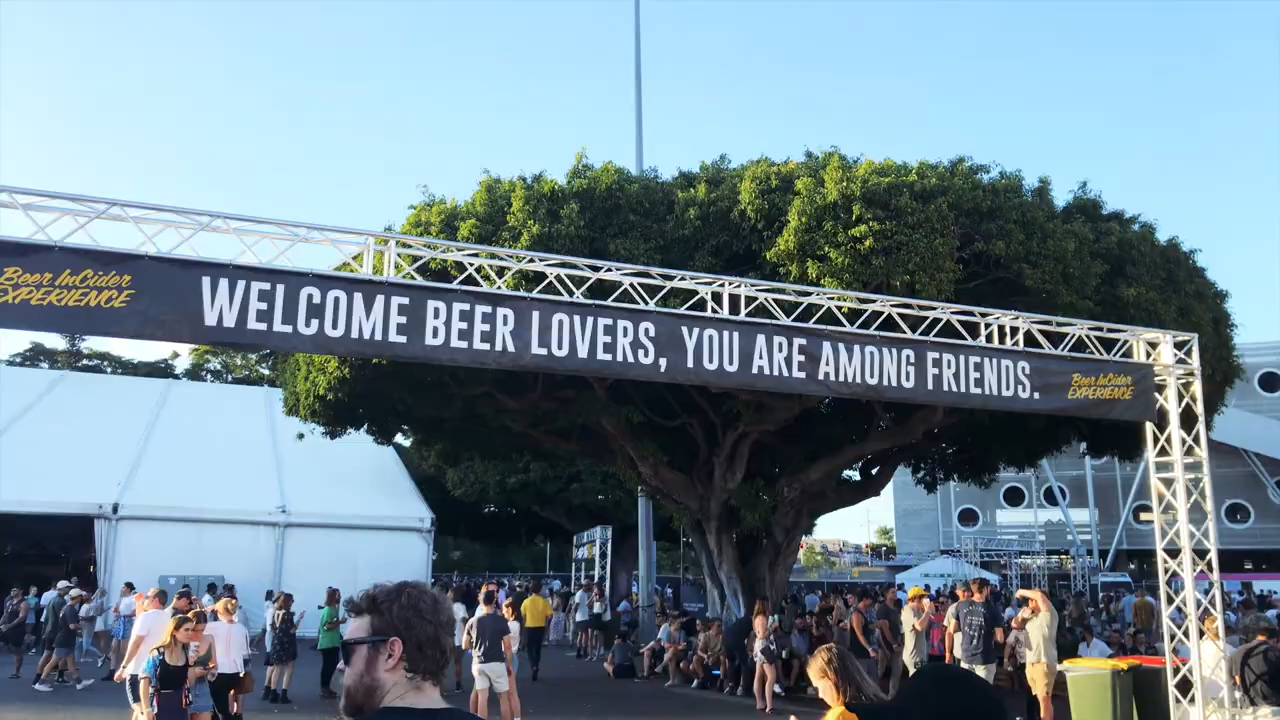 Beer InCider
EXPERIENCE
WELCOME BEER LOVERS, YOU ARE AMONG FRIENDS.
Beer InCider
EXPERIENCE